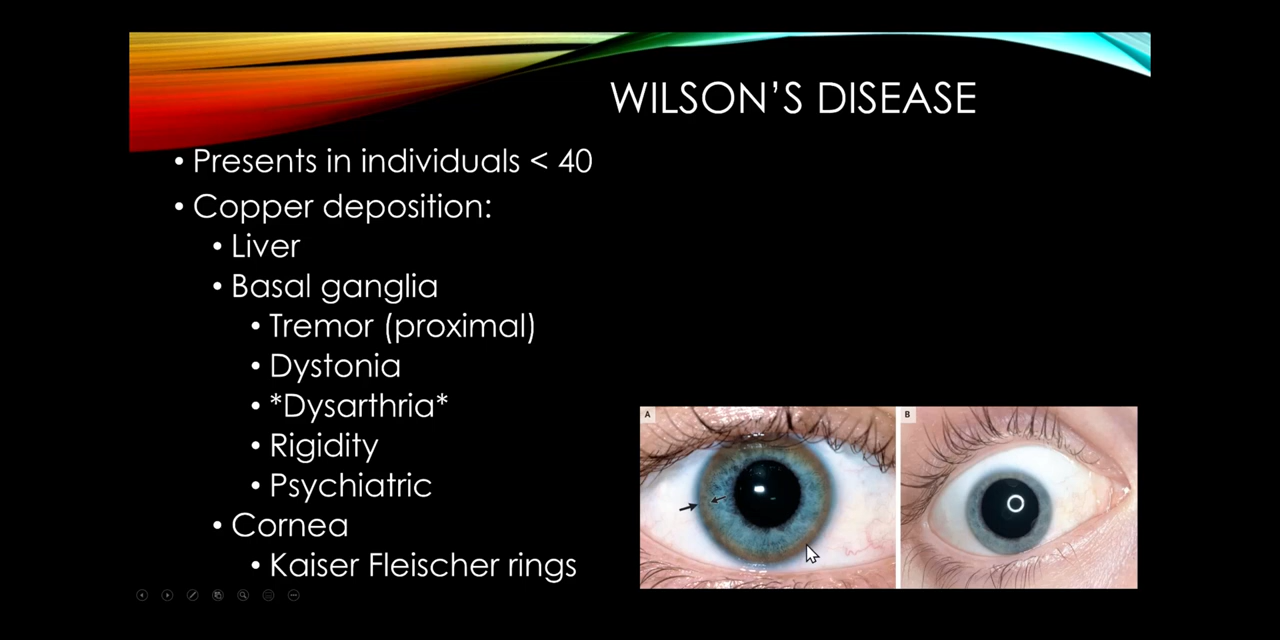 WILSON'S DISEASE
• Presents in individuals < 40
• Copper deposition:
• Liver
• Basal ganglia
• Tremor (proximal)
• Dystonia
• *Dysarthria*
• Rigidity
• Psychiatric
• Cornea
• Kaiser Fleischer rings
A
B